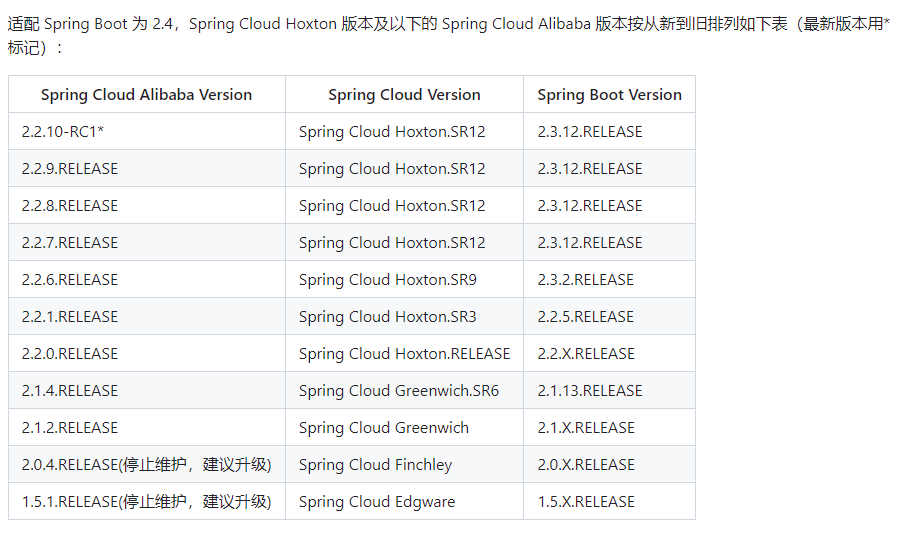 适配 Spring Boot 为 2.4，Spring Cloud Hoxton 版本及以下的 Spring Cloud Alibaba 版本按从新到旧排列如下表（最新版本用*
标记）：
Spring Cloud Alibaba Version Spring Cloud Version Spring Boot Version
2.2.10-RC1* Spring Cloud Hoxton.SR12 2.3.12.RELEASE
2.2.9.RELEASE Spring Cloud Hoxton.SR12 2.3.12.RELEASE
2.2.8.RELEASE Spring Cloud Hoxton.SR12 2.3.12.RELEASE
2.2.7.RELEASE Spring Cloud Hoxton.SR12 2.3.12.RELEASE
2.2.6.RELEASE Spring Cloud Hoxton.SR9 2.3.2.RELEASE
2.2.1.RELEASE Spring Cloud Hoxton.SR3 2.2.5.RELEASE
2.2.0.RELEASE Spring Cloud Hoxton.RELEASE 2.2.X.RELEASE
2.1.4.RELEASE Spring Cloud Greenwich.SR6 2.1.13.RELEASE
2.1.2.RELEASE Spring Cloud Greenwich 2.1.X.RELEASE
2.0.4.RELEASE(停止维护，建议升级) Spring Cloud Finchley 2.0.X.RELEASE
1.5.1.RELEASE(停止维护，建议升级) Spring Cloud Edgware 1.5.X.RELEASE